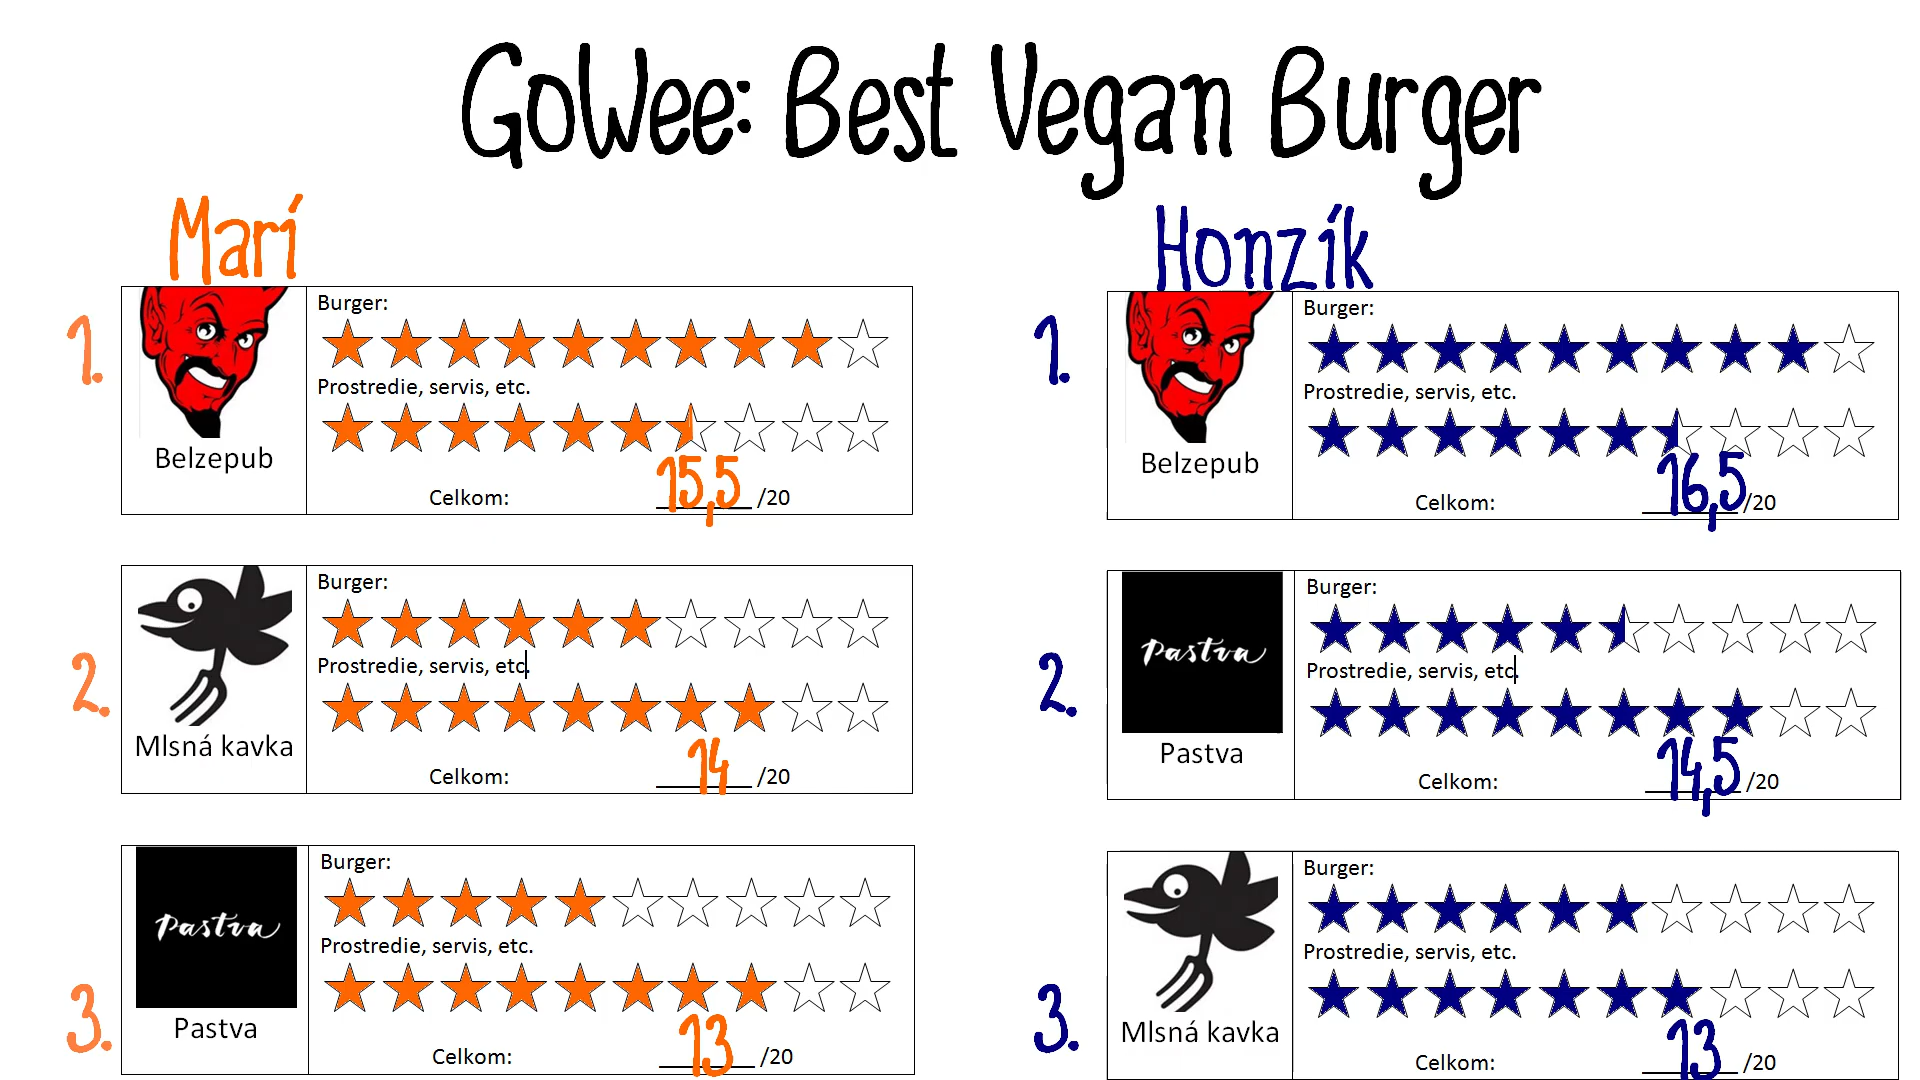 GoWee: Best Vegan Burger
Marí
1.
Burger:
Prostredie, servis, etc.
Belzepub
Celkom: 15,5 /20
2.
Burger:
Prostredie, servis, etc.
Mlsná kavka
Celkom: 14 /20
3.
Burger:
Pastva
Prostredie, servis, etc.
Pastva
Celkom: 13 /20
Honzík
1.
Burger:
Prostredie, servis, etc.
Belzepub
Celkom: 16,5 /20
2.
Burger:
Pastva
Prostredie, servis, etc.
Pastva
Celkom: 14,5 /20
3.
Burger:
Prostredie, servis, etc.
Mlsná kavka
Celkom: 13 /20